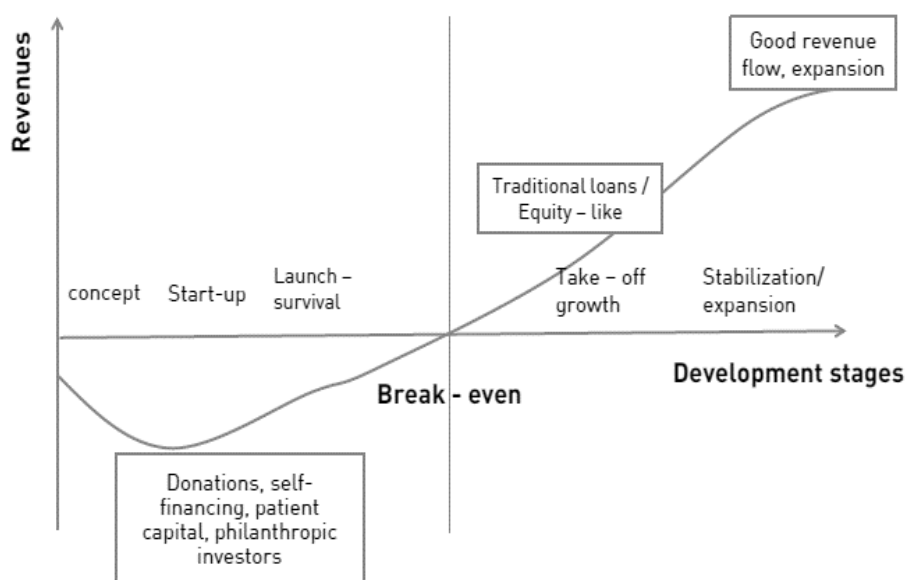 Revenues
Good revenue
flow, expansion
Traditional loans /
Equity – like
concept
Start-up
Launch –
survival
Take – off
growth
Stabilization/
expansion
Development stages
Break - even
Donations, self-
financing, patient
capital, philanthropic
investors